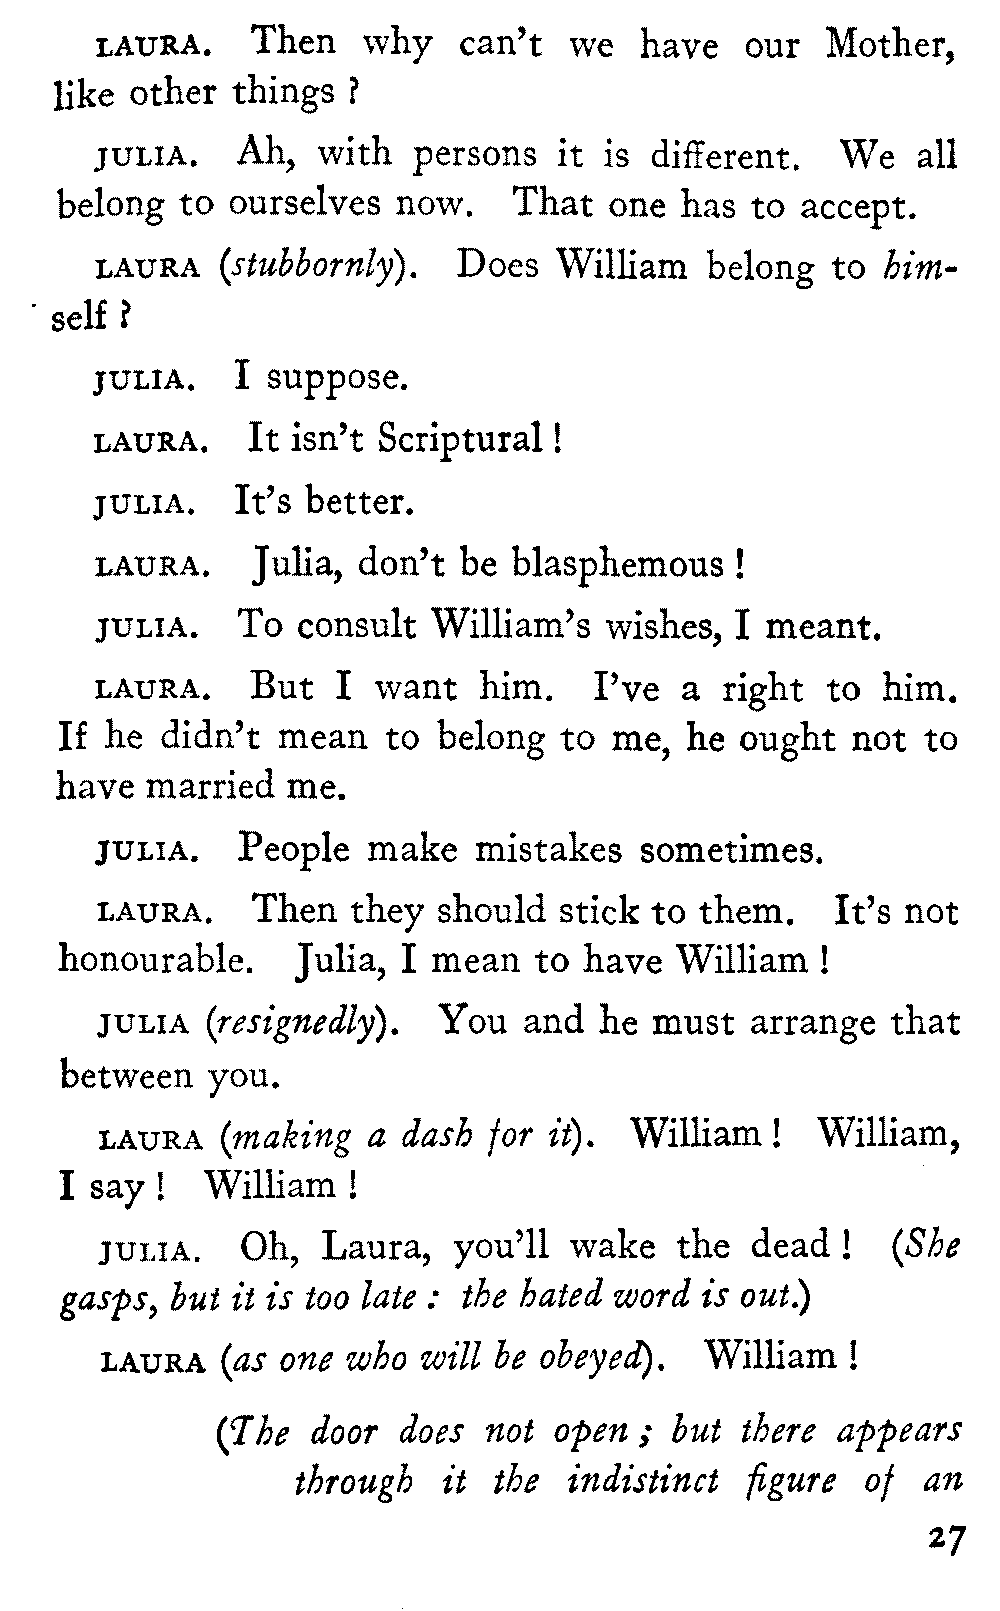 LAURA. Then why can't we have our Mother,
like other things ?
JULIA. Ah, with persons it is different. We all
belong to ourselves now. That one has to accept.
LAURA (stubbornly). Does William belong to him-
self ?
JULIA. I suppose.
LAURA. It isn't Scriptural !
JULIA. It's better.
LAURA. Julia, don't be blasphemous !
JULIA. To consult William's wishes, I meant.
LAURA. But I want him. I've a right to him.
If he didn't mean to belong to me, he ought not to
have married me.
JULIA. People make mistakes sometimes.
LAURA. Then they should stick to them. It's not
honourable. Julia, I mean to have William !
JULIA (resignedly). You and he must arrange that
between you.
LAURA (making a dash for it). William ! William,
I say ! William !
JULIA. Oh, Laura, you'll wake the dead ! (She
gasps, but it is too late : the hated word is out.)
LAURA (as one who will be obeyed). William !
(The door does not open ; but there appears
through it the indistinct figure of an
27